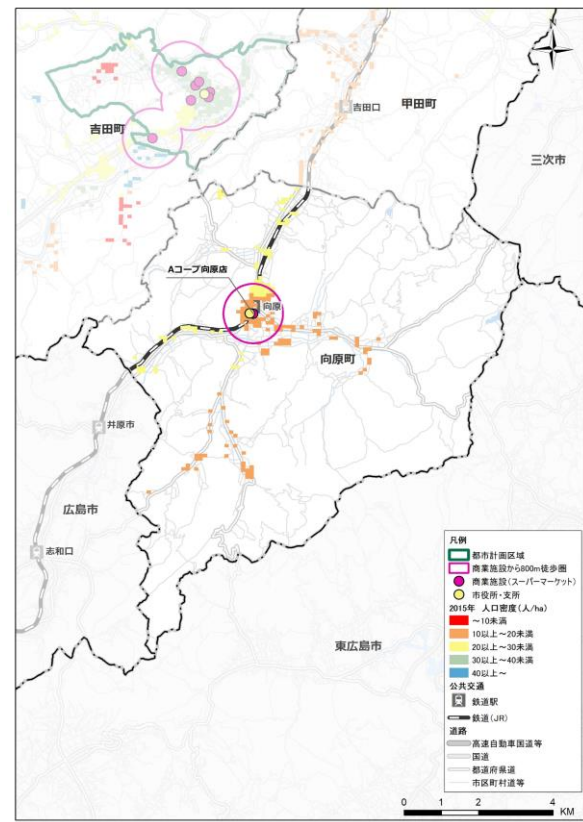 吉田口
甲田町
吉田町
三次市
Aコープ向原店
向原
向原町
井原市
広島市
志和口
東広島市
凡例
都市計画区域
商業施設から800m徒歩圏
商業施設(スーパーマーケット)
市役所・支所
2015年 人口密度(人/ha)
~10未満
10以上~20未満
20以上~30未満
30以上~40未満
40以上~
公共交通
鉄道駅
鉄道(JR)
道路
高速自動車国道等
国道
都道府県道
市区町村道等
0 1 2 4
KM